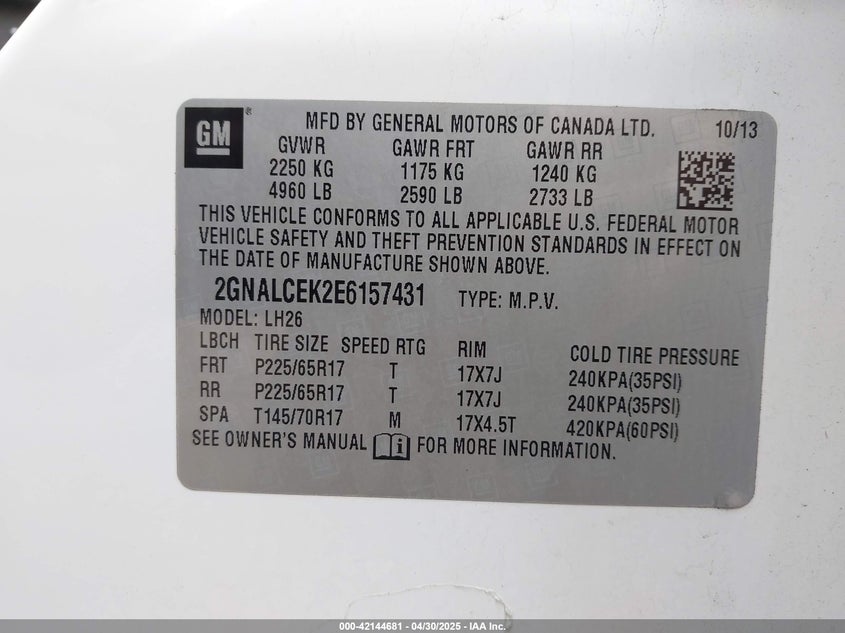 GM
MFD BY GENERAL MOTORS OF CANADA LTD. 10/13
GVWR GAWR FRT GAWR RR
2250 KG 1175 KG 1240 KG
4960 LB 2590 LB 2733 LB
THIS VEHICLE CONFORMS TO ALL APPLICABLE U.S. FEDERAL MOTOR
VEHICLE SAFETY AND THEFT PREVENTION STANDARDS IN EFFECT ON
THE DATE OF MANUFACTURE SHOWN ABOVE.
2GNALCEK2E6157431 TYPE: M.P.V.
MODEL: LH26
LBCH TIRE SIZE SPEED RTG RIM COLD TIRE PRESSURE
FRT P225/65R17 T 17X7J 240KPA(35PSI)
RR P225/65R17 T 17X7J 240KPA(35PSI)
SPA T145/70R17 M 17X4.5T 420KPA(60PSI)
SEE OWNER'S MANUAL FOR MORE INFORMATION.
000-42144681 - 04/30/2025 - IAA Inc.